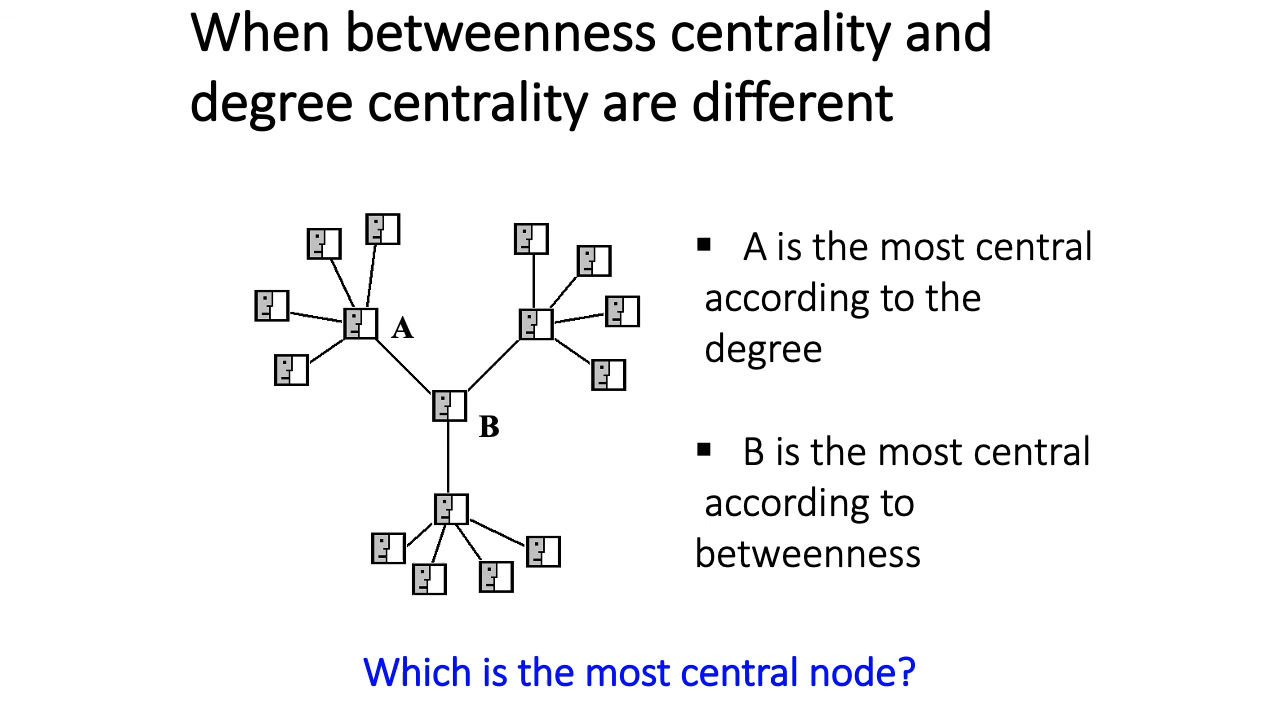 When betweenness centrality and
degree centrality are different
A
B
▪ A is the most central
according to the
degree
▪ B is the most central
according to
betweenness
Which is the most central node?